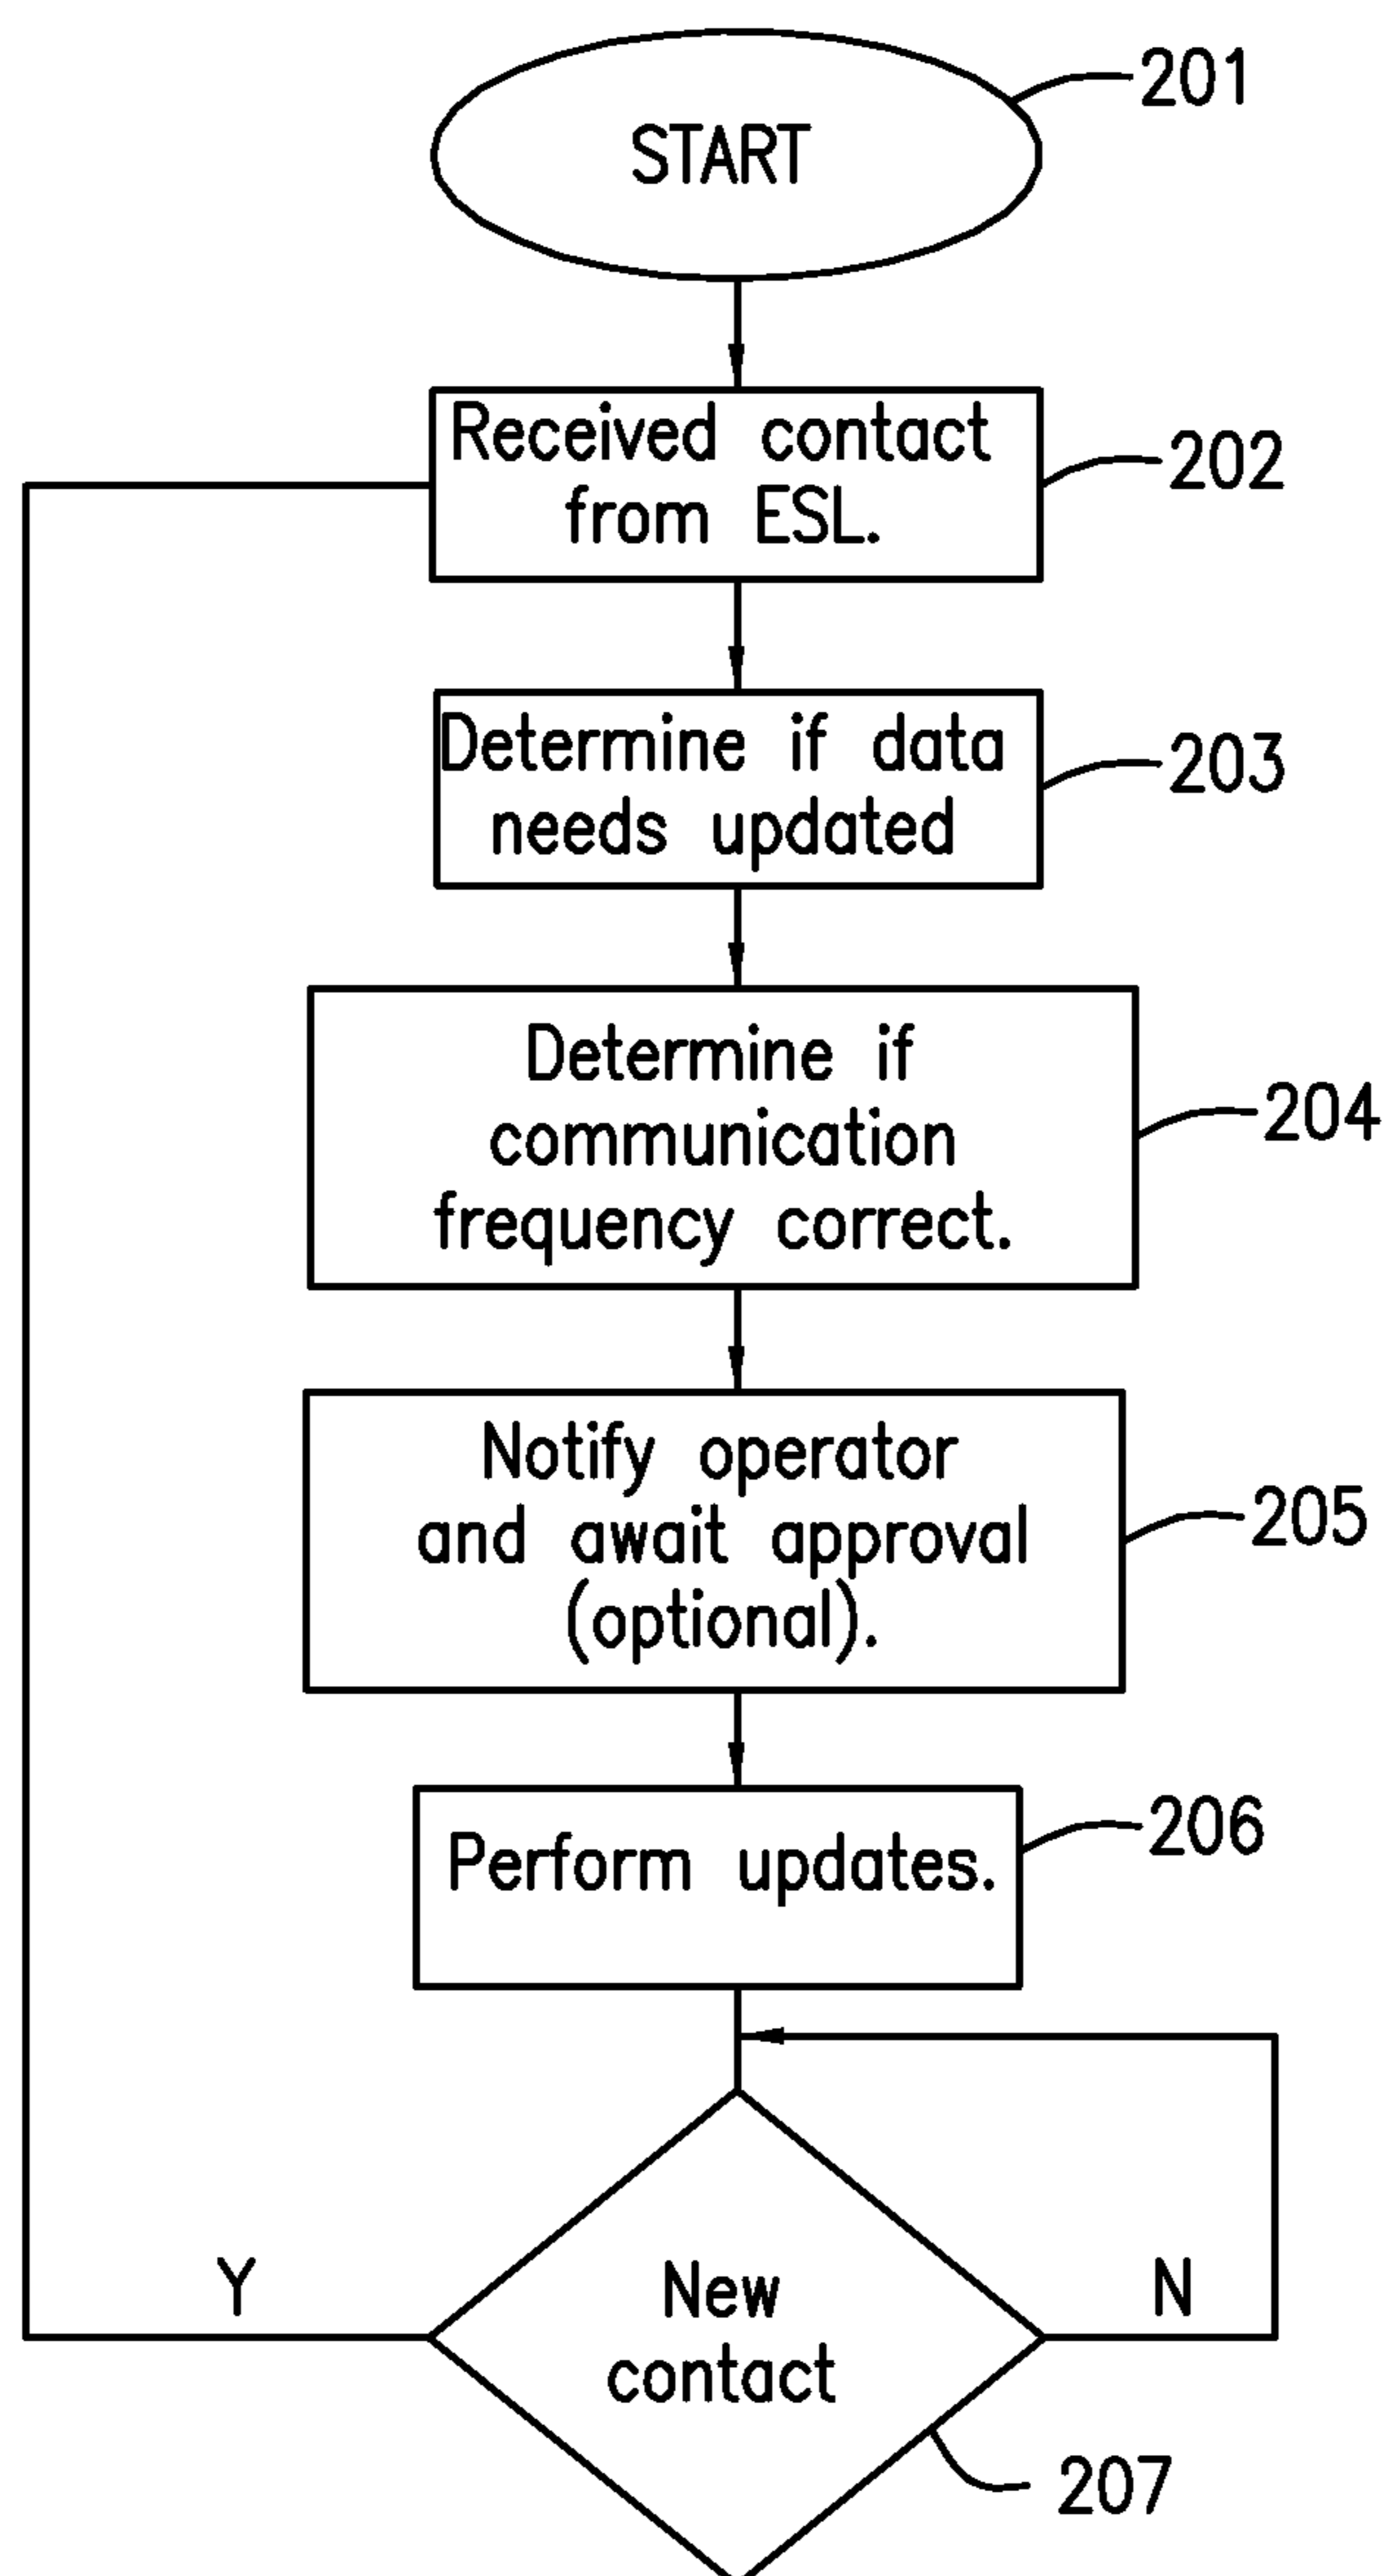 START
201
Received contact
from ESL.
202
Determine if data
needs updated
203
Determine if
communication
frequency correct.
204
Notify operator
and await approval
(optional).
205
Perform updates.
206
Y
New
contact
N
207